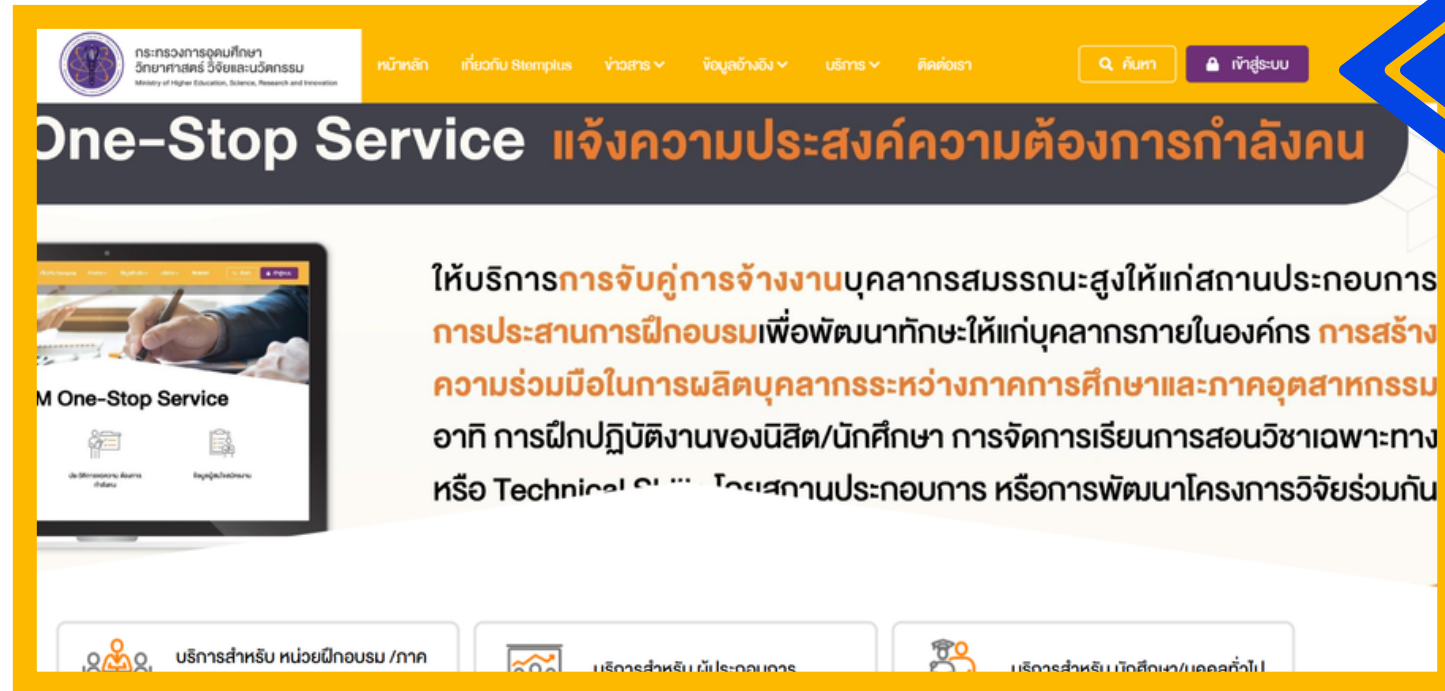 กระทรวงการอุดมศึกษา
วิทยาศาสตร์ วิจัยและนวัตกรรม
Ministry of Higher Education, Science, Research and Innovation
หน้าหลัก เกี่ยวกับ Stemplus ข่าวสาร ข้อมูลอ้างอิง บริการ ติดต่อเรา ค้นหา เข้าสู่ระบบ
One-Stop Service แจ้งความประสงค์ความต้องการกำลังคน
ให้บริการการจับคู่การจ้างงานบุคลากรสมรรถนะสูงให้แก่สถานประกอบการ
การประสานการฝึกอบรมเพื่อพัฒนาทักษะให้แก่บุคลากรภายในองค์กร การสร้าง
ความร่วมมือในการผลิตบุคลากรระหว่างภาคการศึกษาและภาคอุตสาหกรรม
อาทิ การฝึกปฏิบัติงานของนิสิต/นักศึกษา การจัดการเรียนการสอนวิชาเฉพาะทาง
หรือ Technical โดยสถานประกอบการ หรือการพัฒนาโครงการวิจัยร่วมกัน
M One-Stop Service
ข้อมูลผู้สนใจสมัครงาน
บริการสำหรับ หน่วยฝึกอบรม /ภาค
บริการสำหรับ ผู้ประกอบการ
บริการสำหรับ นักศึกษา/บุคคลทั่วไป